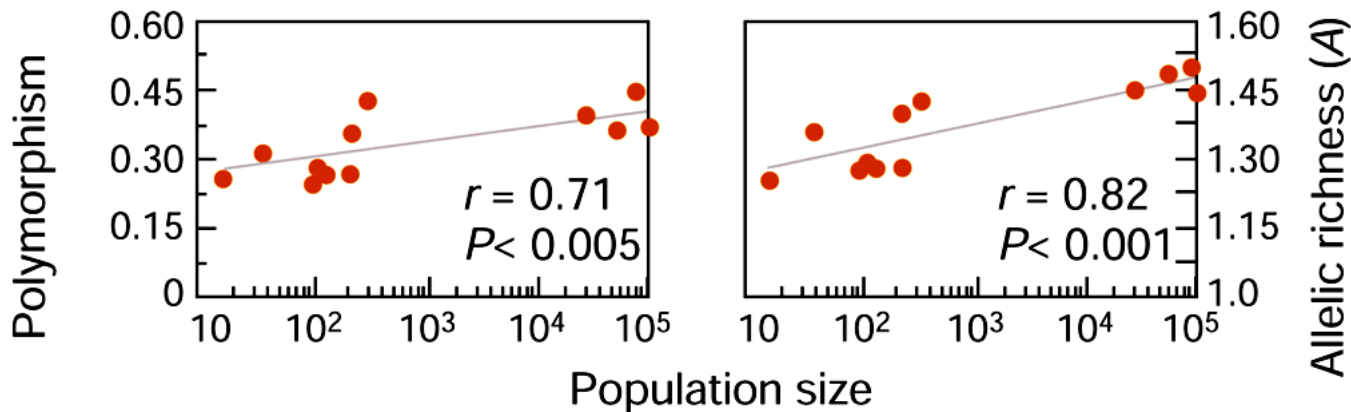 Polymorphism
0.60
0.45
0.30
0.15
0
r = 0.71
P< 0.005
10 10² 10³ 10⁴ 10⁵
r = 0.82
P< 0.001
10 10² 10³ 10⁴ 10⁵
1.60
1.45
1.30
1.15
1.0
Allelic richness (A)
Population size